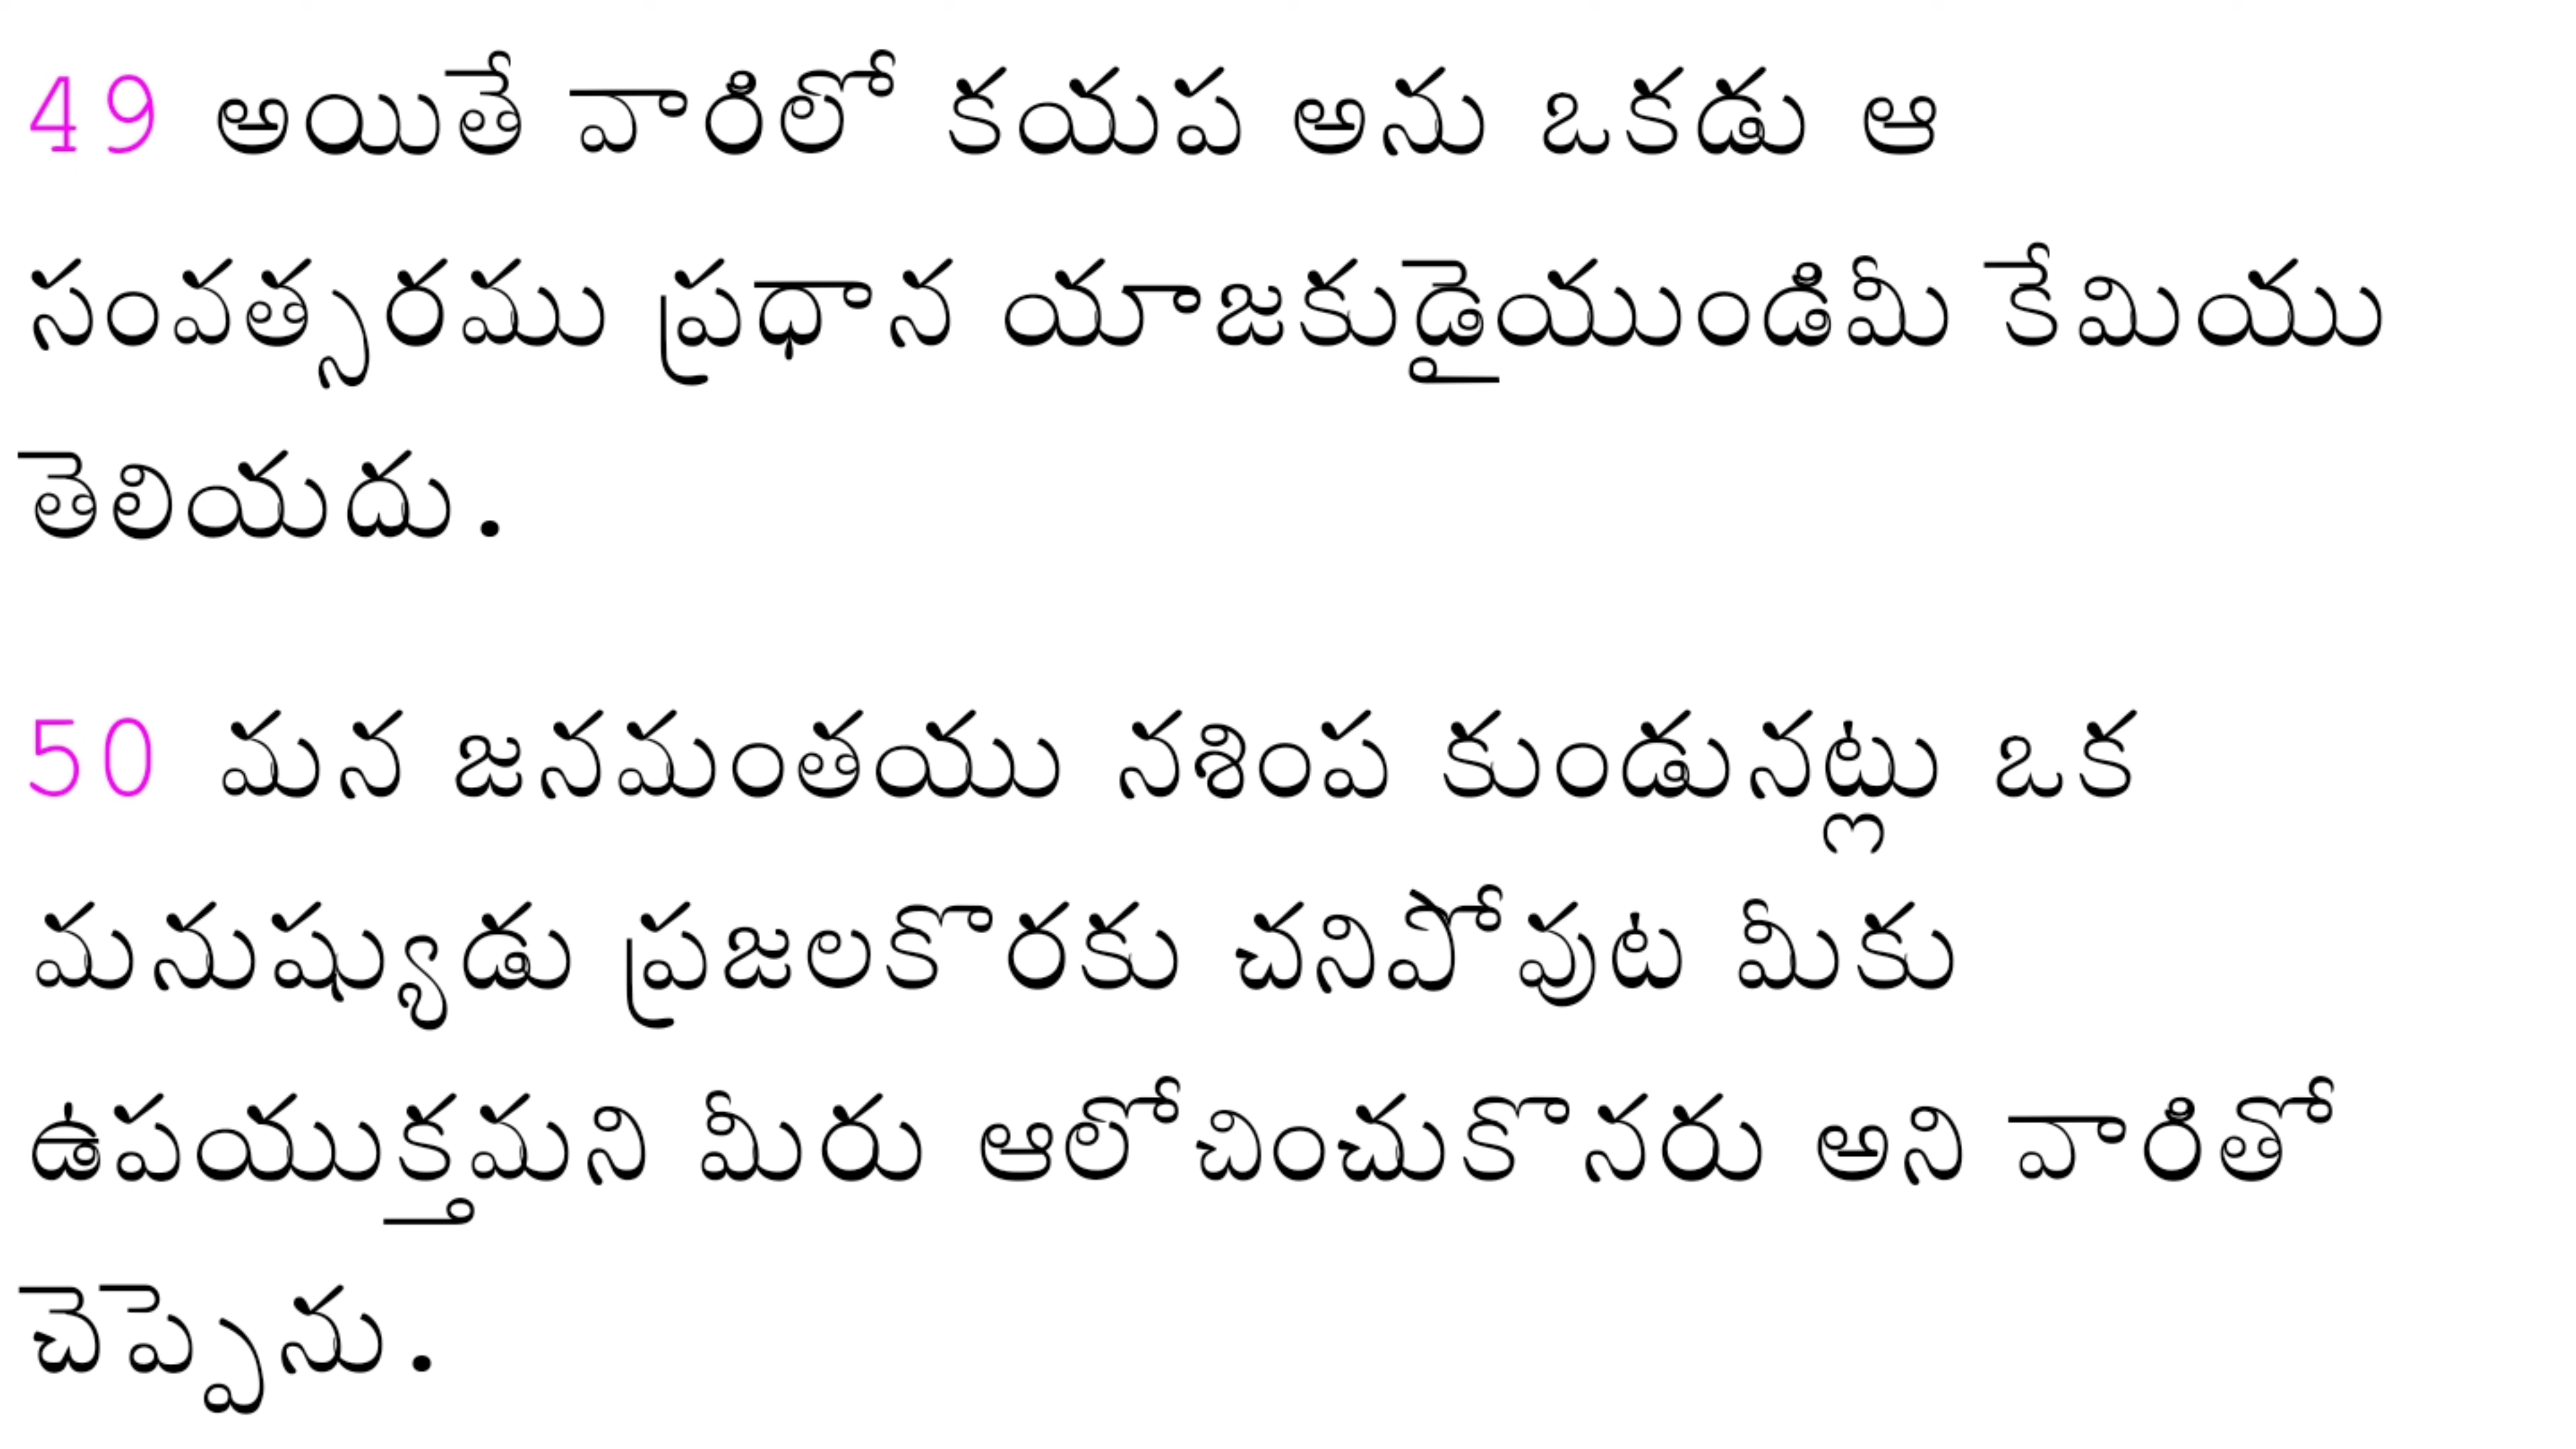 49 అయితే వారిలో కయప అను ఒకడు ఆ
సంవత్సరము ప్రధాన యాజకుడైయుండిమీ కేమియు
తెలియదు.
50 మన జనమంతయు నశింప కుండునట్లు ఒక
మనుష్యుడు ప్రజలకొరకు చనిపోవుట మీకు
ఉపయుక్తమని మీరు ఆలోచించుకొనరు అని వారితో
చెప్పెను.